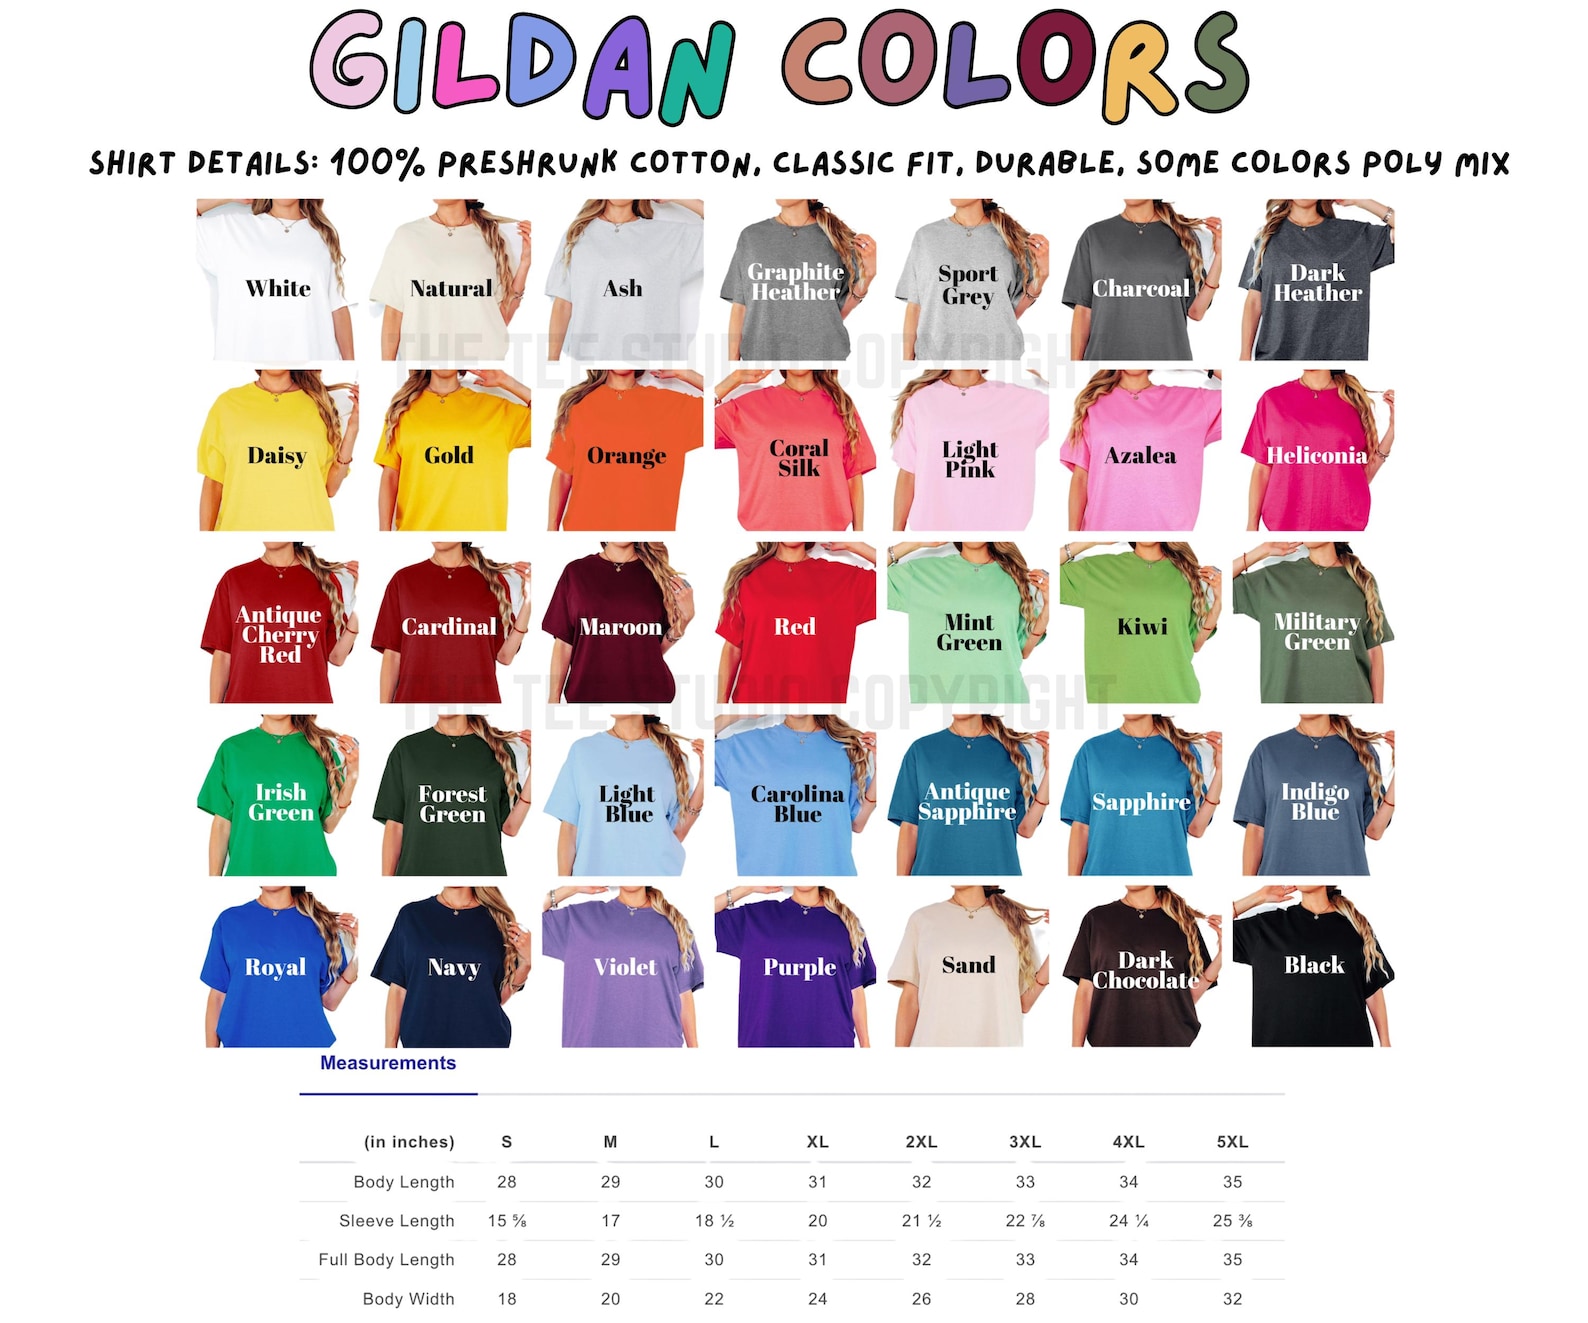 GILDAN COLORS
SHIRT DETAILS: 100% PRESHRUNK COTTON, CLASSIC FIT, DURABLE, SOME COLORS POLY MIX
White
Natural
Ash
Graphite
Heather
Sport
Grey
Charcoal
Dark
Heather
THE TEE STUDIO COPYRIGHT
Daisy
Gold
Orange
Coral
Silk
Light
Pink
Azalea
Heliconia
Antique
Cherry
Red
Cardinal
Maroon
Red
Mint
Green
Kiwi
Military
Green
THE TEE STUDIO COPYRIGHT
Irish
Green
Forest
Green
Light
Blue
Carolina
Blue
Antique
Sapphire
Sapphire
Indigo
Blue
Royal
Navy
Violet
Purple
Sand
Dark
Chocolate
Black
Measurements
(in inches) S M L XL 2XL 3XL 4XL 5XL
Body Length 28 29 30 31 32 33 34 35
Sleeve Length 15 ⅝ 17 18 ½ 20 21 ½ 22 ⅞ 24 ¼ 25 ⅜
Full Body Length 28 29 30 31 32 33 34 35
Body Width 18 20 22 24 26 28 30 32